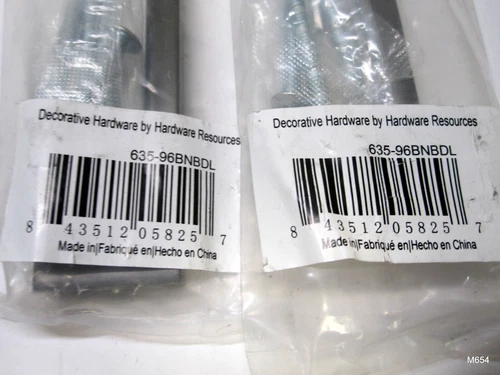 Decorative Hardware by Hardware Resources
635-96BNBDL
8 43512 05825 7
Made in|Fabriqué en|Hecho en China
Decorative Hardware by Hardware Resources
635-96BNBDL
8 43512 05825 7
Made in|Fabriqué en|Hecho en China
M654